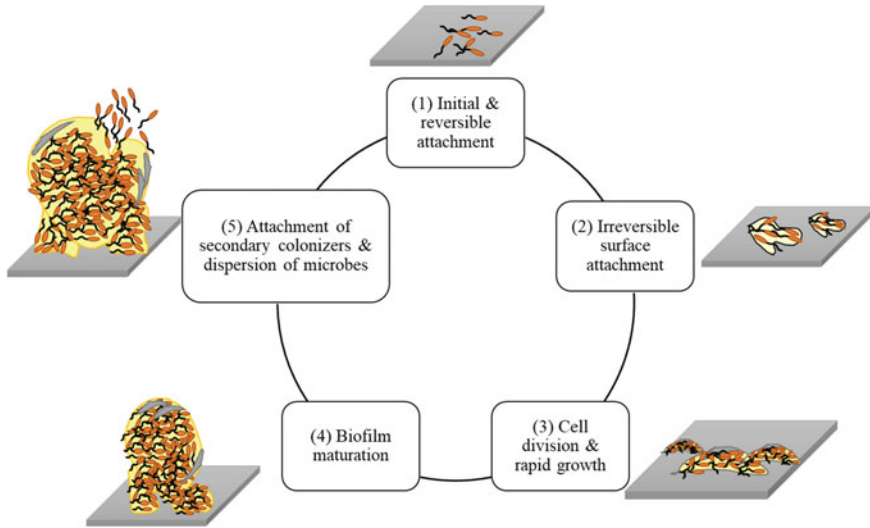 (1) Initial &
reversible
attachment
(2) Irreversible
surface
attachment
(3) Cell
division &
rapid growth
(4) Biofilm
maturation
(5) Attachment of
secondary colonizers &
dispersion of microbes